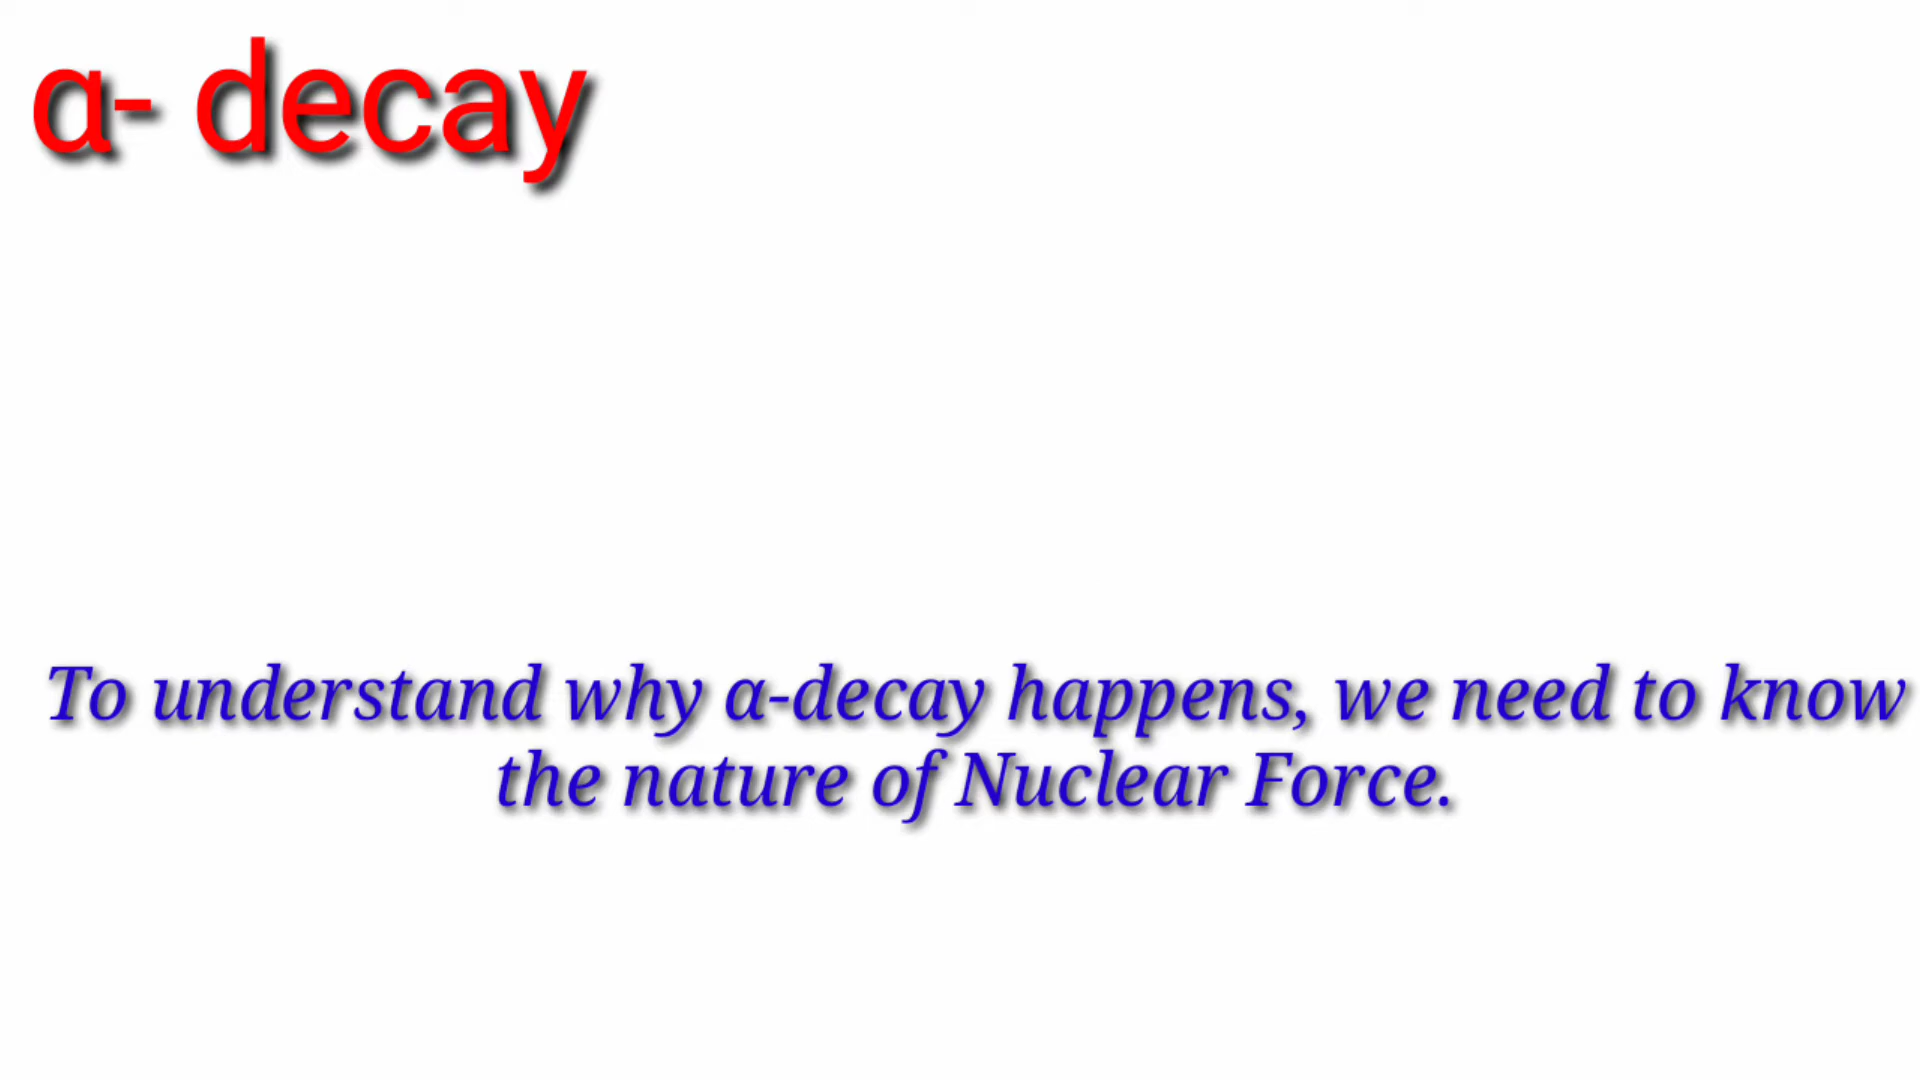 α- decay
To understand why α-decay happens, we need to know
the nature of Nuclear Force.